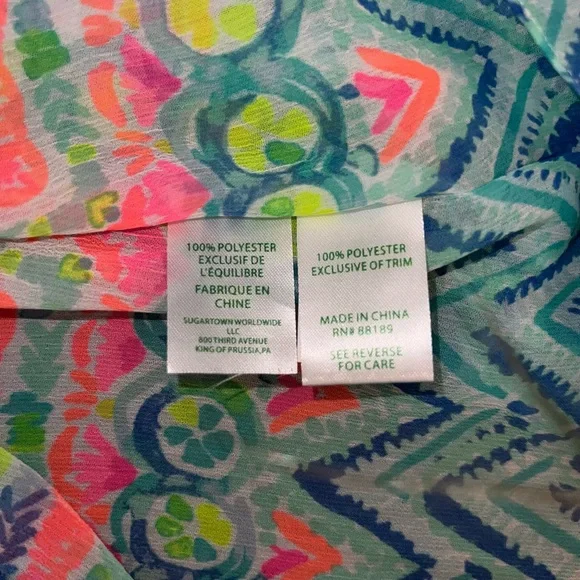 100% POLYESTER
EXCLUSIF DE
L'ÉQUILIBRE
FABRIQUE EN
CHINE
SUGARTOWN WORLDWIDE
LLC
800 THIRD AVENUE
KING OF PRUSSIA,PA
100% POLYESTER
EXCLUSIVE OF TRIM
MADE IN CHINA
RN# 88189
SEE REVERSE
FOR CARE